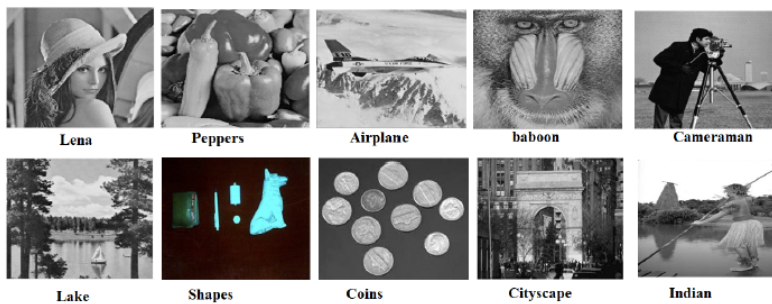 Lena
Peppers
Airplane
baboon
Cameraman
Lake
Shapes
Coins
Cityscape
Indian